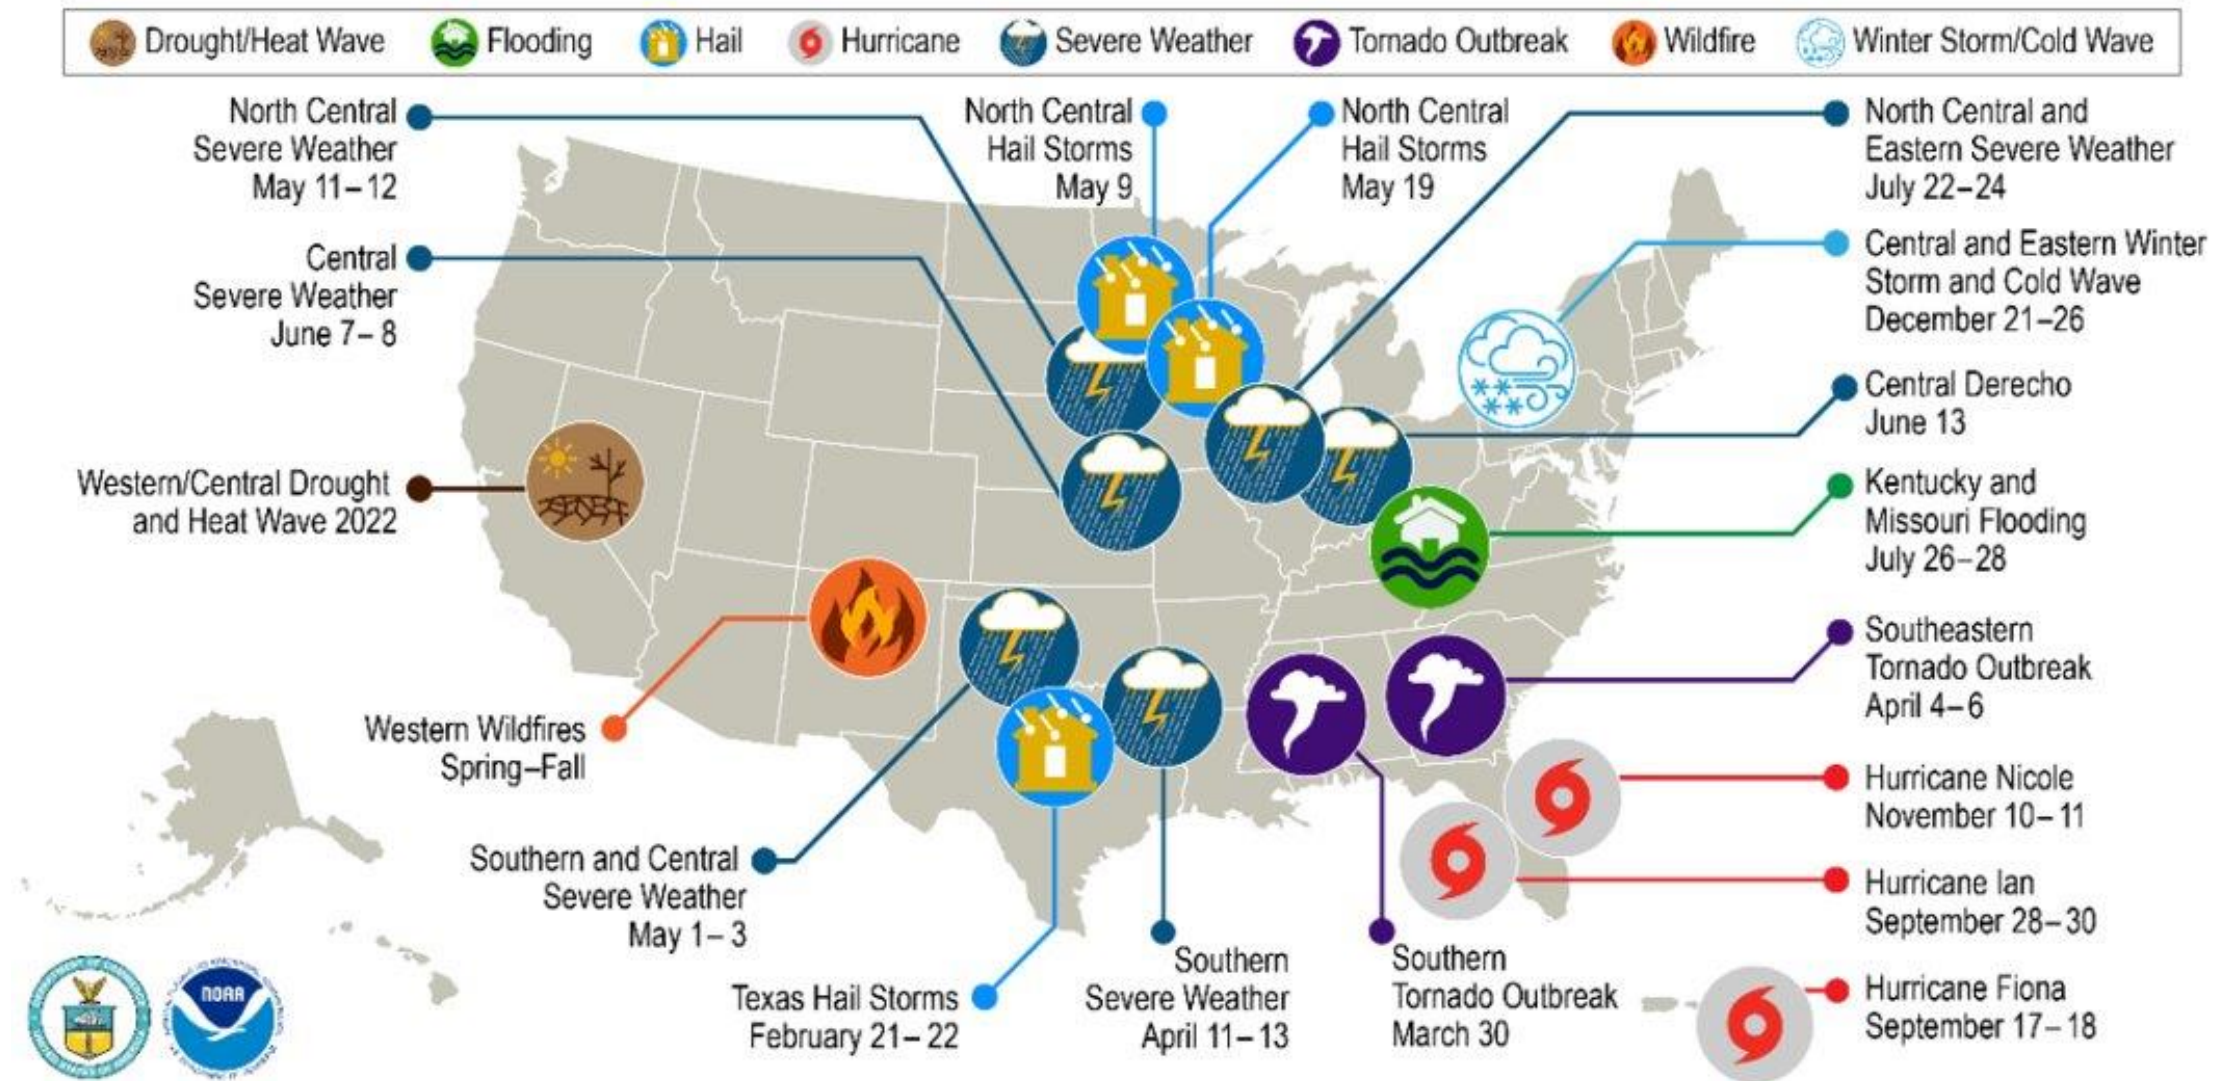 Drought/Heat Wave Flooding Hail Hurricane Severe Weather Tornado Outbreak Wildfire Winter Storm/Cold Wave
North Central
Severe Weather
May 11–12
North Central
Hail Storms
May 9
North Central
Hail Storms
May 19
North Central and
Eastern Severe Weather
July 22–24
Central
Severe Weather
June 7–8
Central and Eastern Winter
Storm and Cold Wave
December 21–26
Central Derecho
June 13
Western/Central Drought
and Heat Wave 2022
Kentucky and
Missouri Flooding
July 26–28
Southeastern
Tornado Outbreak
April 4–6
Western Wildfires
Spring–Fall
Hurricane Nicole
November 10–11
Southern and Central
Severe Weather
May 1–3
Hurricane Ian
September 28–30
Texas Hail Storms
February 21–22
Southern
Severe Weather
April 11–13
Southern
Tornado Outbreak
March 30
Hurricane Fiona
September 17–18
NOAA